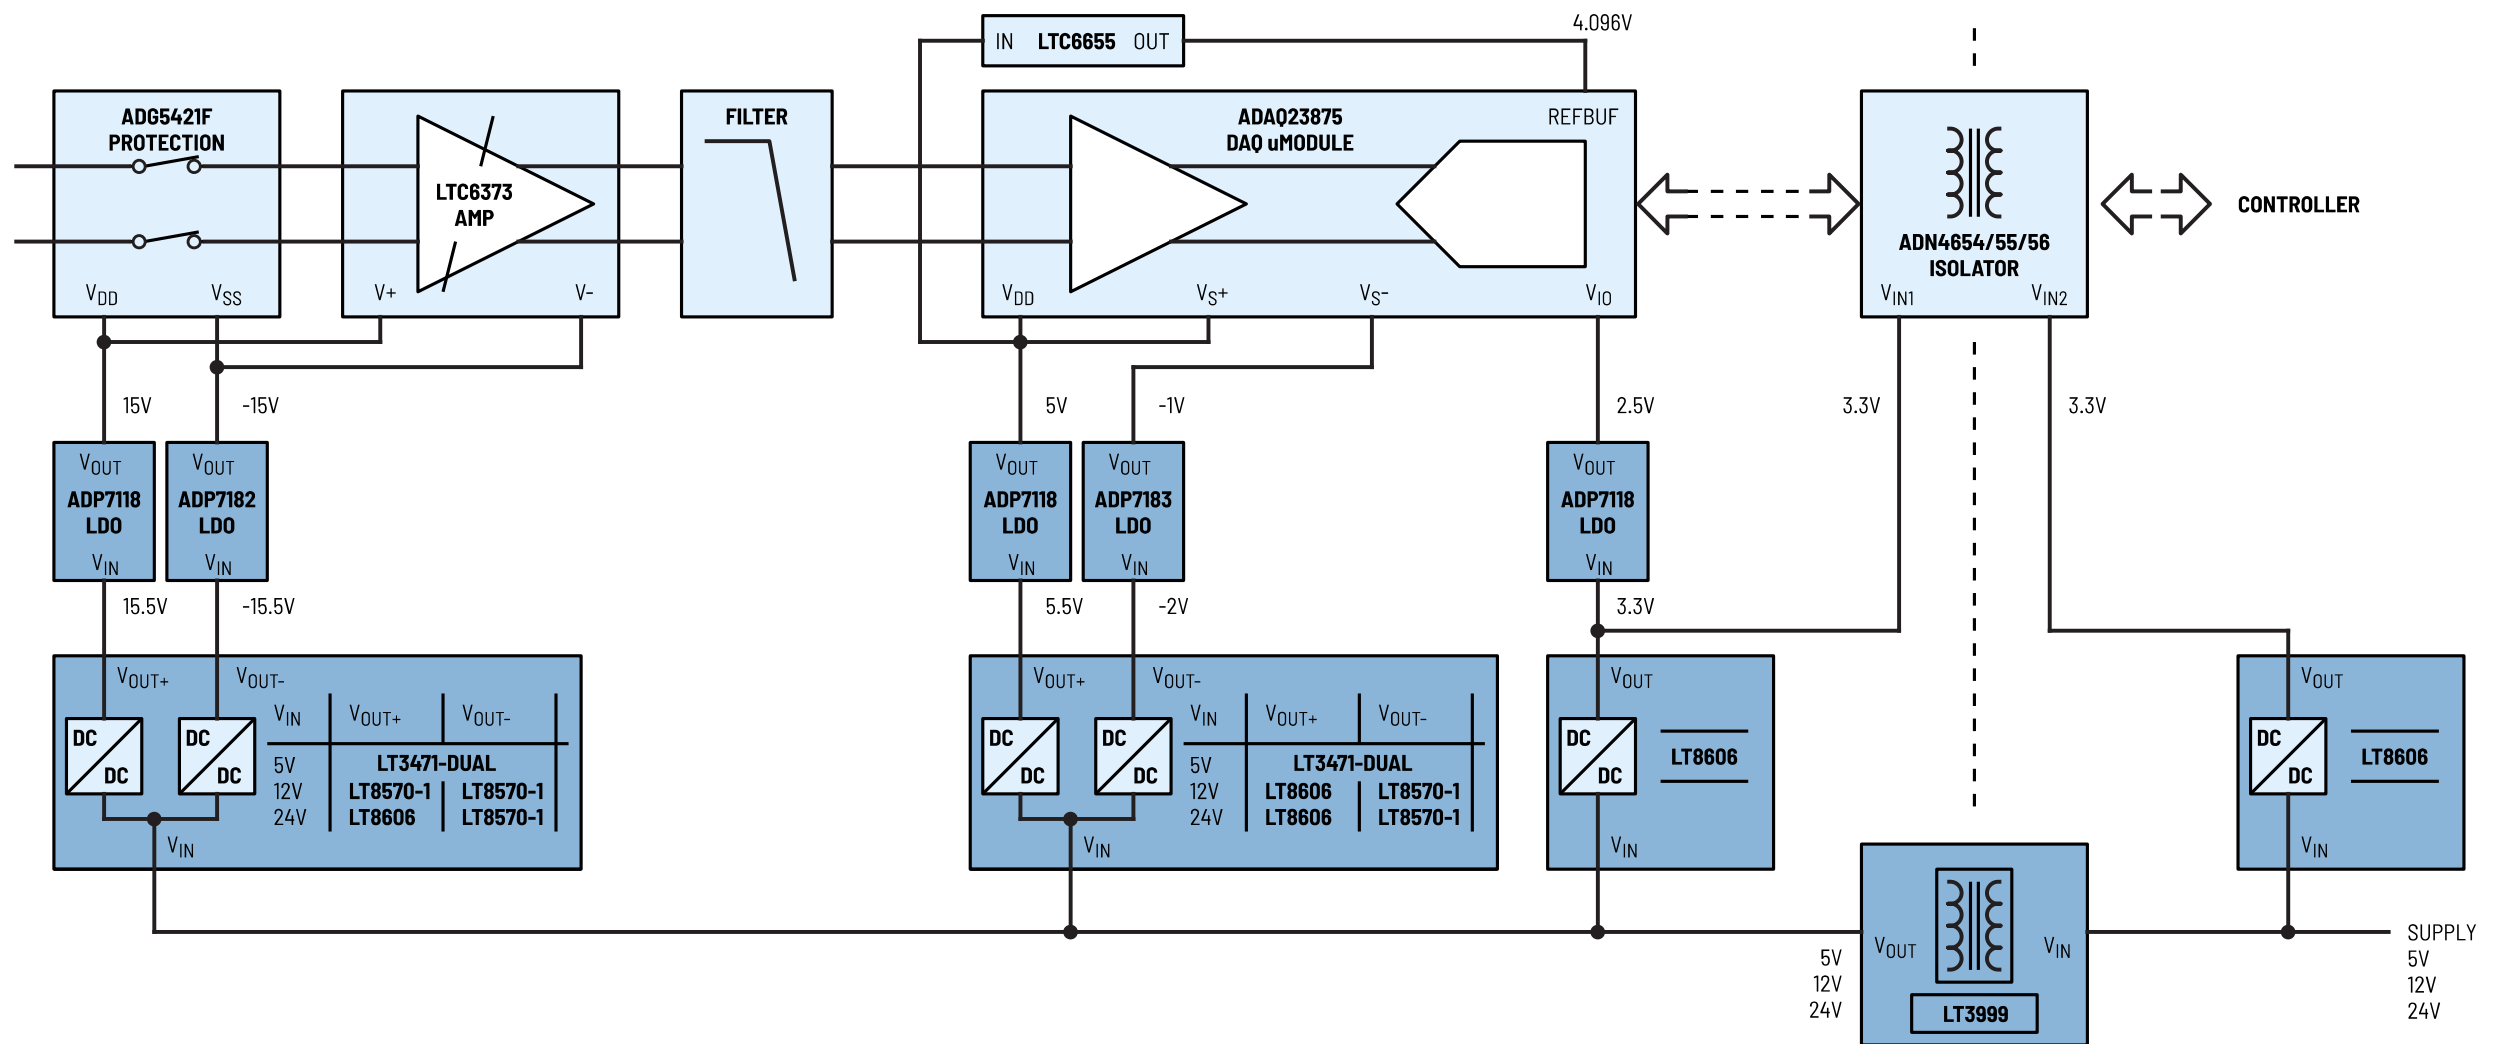 4.096V
IN LTC6655 OUT
ADG5421F
PROTECTION
VDD VSS
LTC6373
AMP
V+ V-
FILTER
ADAQ23875
DAQ uMODULE
REFBUF
VDD VS+ VS- VIO
ADN4654/55/56
ISOLATOR
VIN1 VIN2
CONTROLLER
15V -15V 5V -1V 2.5V 3.3V 3.3V
VOUT
ADP7118
LDO
VIN
VOUT
ADP7182
LDO
VIN
VOUT
ADP7118
LDO
VIN
VOUT
ADP7183
LDO
VIN
VOUT
ADP7118
LDO
VIN
15.5V -15.5V 5.5V -2V 3.3V
VOUT+ VOUT-
DC
DC
DC
DC
VIN VOUT+ VOUT-
5V LT3471-DUAL
12V LT8570-1 LT8570-1
24V LT8606 LT8570-1
VIN
VOUT+ VOUT-
DC
DC
DC
DC
VIN VOUT+ VOUT-
5V LT3471-DUAL
12V LT8606 LT8570-1
24V LT8606 LT8570-1
VIN
VOUT
DC
DC
LT8606
VIN
VOUT
DC
DC
LT8606
VIN
5V
12V
24V
VOUT VIN
LT3999
SUPPLY
5V
12V
24V